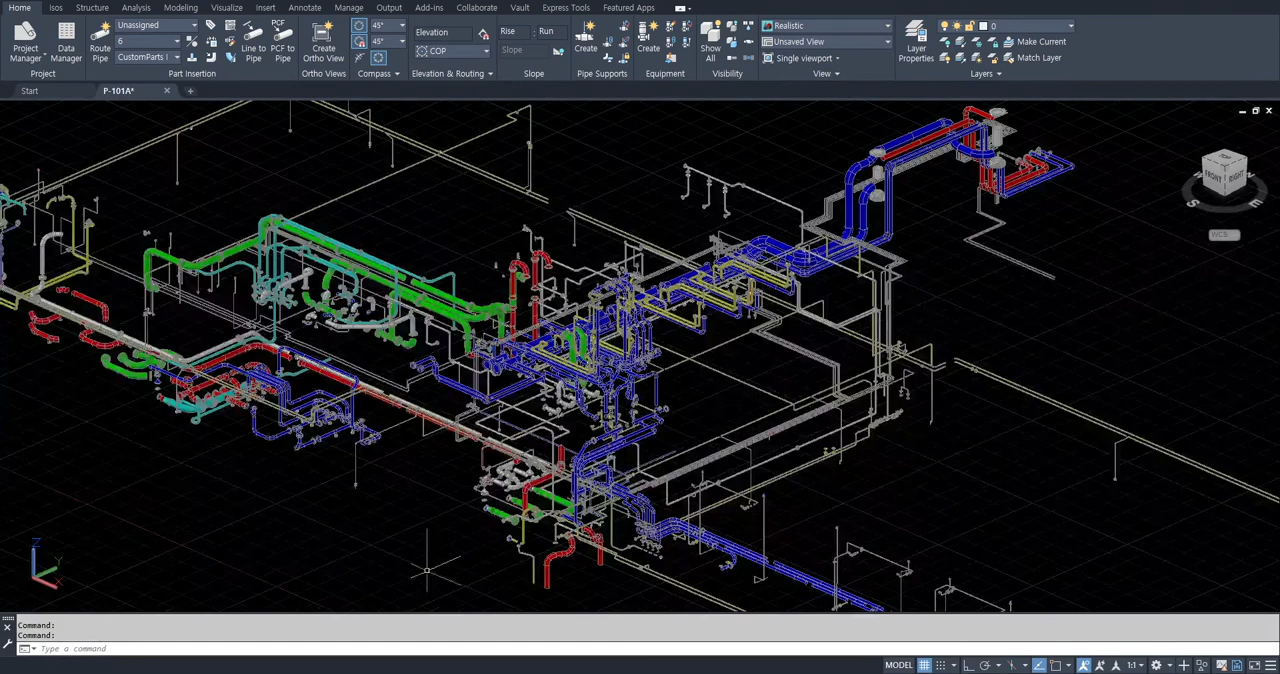 Home Isos Structure Analysis Modeling Visualize Insert Annotate Manage Output Add-ins Collaborate Vault Express Tools Featured Apps
Project Manager
Data Manager
Project
Route Pipe
Unassigned
6
CustomParts I
Line to Pipe
PCF to Pipe
Part Insertion
Create Ortho View
Ortho Views
45°
45°
Compass
Elevation
COP
Elevation & Routing
Rise Run
Slope
Slope
Create
Pipe Supports
Create
Equipment
Show All
Visibility
Realistic
Unsaved View
Single viewport
View
Layer Properties
0
Make Current
Match Layer
Layers
Start P-101A*
TOP
FRONT RIGHT
S E
WCS
Z
Y
X
Command:
Command:
Type a command
MODEL 1:1